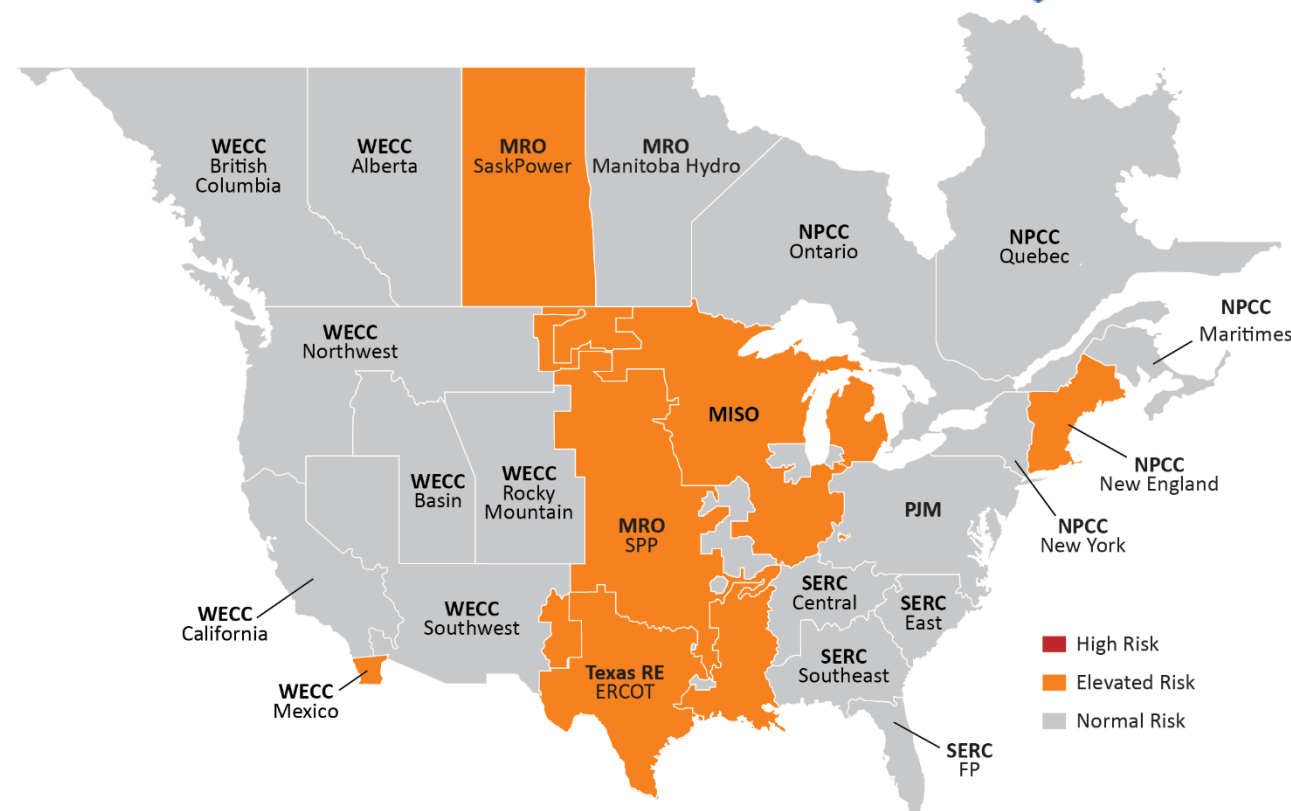 WECC
British
Columbia
WECC
Alberta
MRO
SaskPower
MRO
Manitoba Hydro
NPCC
Ontario
NPCC
Quebec
NPCC
Maritimes
WECC
Northwest
MISO
WECC
Basin
WECC
Rocky
Mountain
MRO
SPP
PJM
NPCC
New England
NPCC
New York
WECC
California
WECC
Southwest
SERC
Central
SERC
East
WECC
Mexico
Texas RE
ERCOT
SERC
Southeast
SERC
FP
High Risk
Elevated Risk
Normal Risk